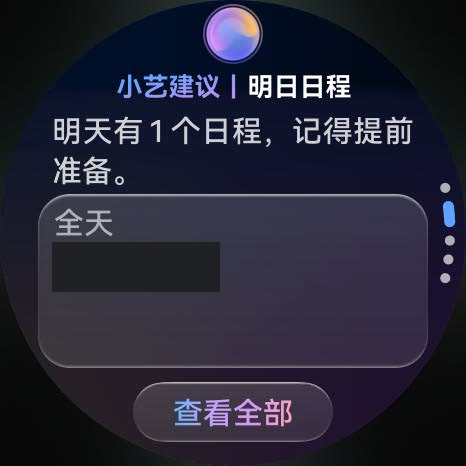 小艺建议 | 明日日程
明天有 1 个日程，记得提前
准备。
全天
查看全部